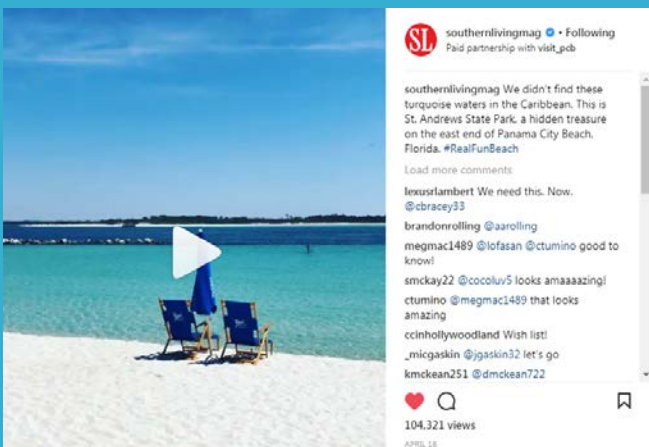 SL
southernlivingmag • Following
Paid partnership with visit_pcb
southernlivingmag We didn't find these
turquoise waters in the Caribbean. This is
St. Andrews State Park, a hidden treasure
on the east end of Panama City Beach,
Florida. #RealFunBeach
Load more comments
lexusrlambert We need this. Now.
@cbracey33
brandonrolling @aarolling
megmac1489 @lofasan @ctumino good to
know!
smckay22 @cocoluv5 looks amaaaazing!
ctumino @megmac1489 that looks
amazing
ccinhollywoodland Wish list!
_micgaskin @jgaskin32 let's go
kmckean251 @dmckean722
104,321 views
APRIL 18